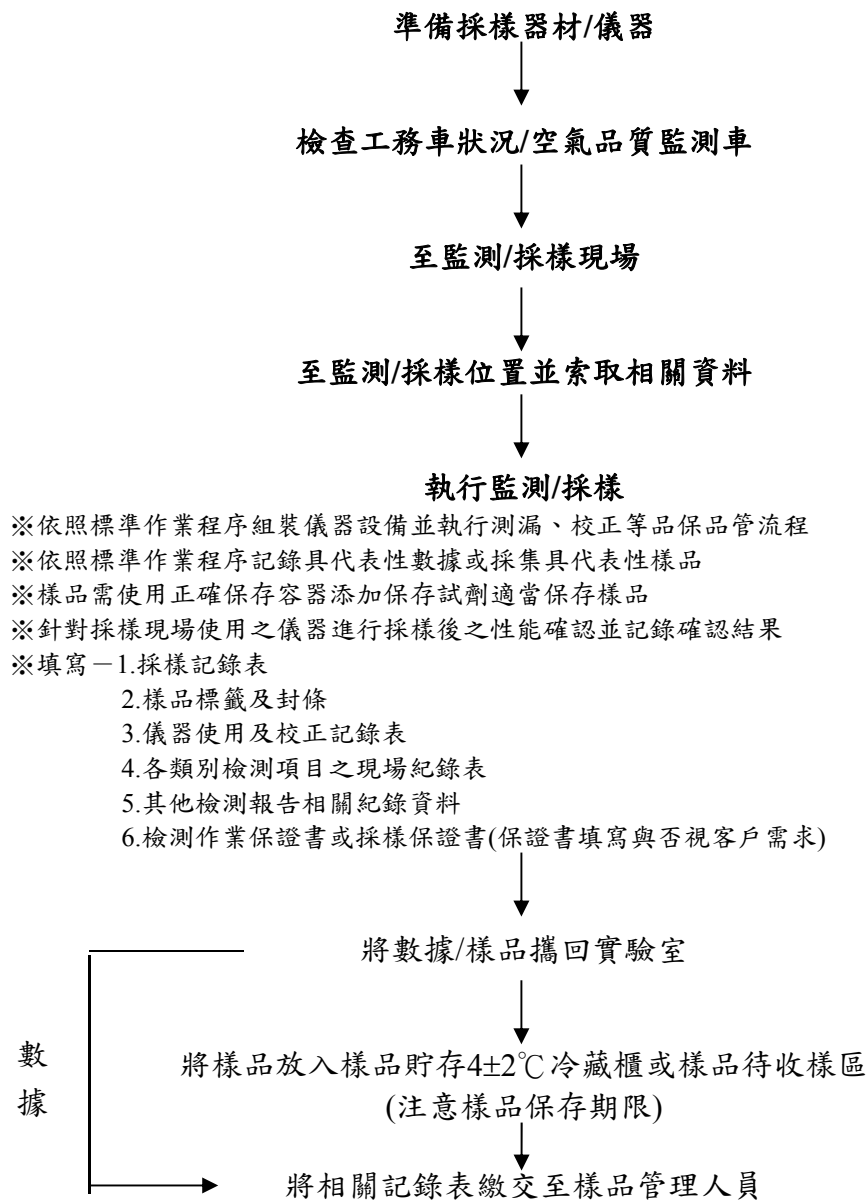 準備採樣器材/儀器
檢查工務車狀況/空氣品質監測車
至監測/採樣現場
至監測/採樣位置並索取相關資料
執行監測/採樣
※依照標準作業程序組裝儀器設備並執行測漏、校正等品保品管流程
※依照標準作業程序記錄具代表性數據或採集具代表性樣品
※樣品需使用正確保存容器添加保存試劑適當保存樣品
※針對採樣現場使用之儀器進行採樣後之性能確認並記錄確認結果
※填寫－1.採樣記錄表
2.樣品標籤及封條
3.儀器使用及校正記錄表
4.各類別檢測項目之現場紀錄表
5.其他檢測報告相關紀錄資料
6.檢測作業保證書或採樣保證書(保證書填寫與否視客戶需求)
將數據/樣品攜回實驗室
數
據
將樣品放入樣品貯存4±2℃冷藏櫃或樣品待收樣區
(注意樣品保存期限)
將相關記錄表繳交至樣品管理人員